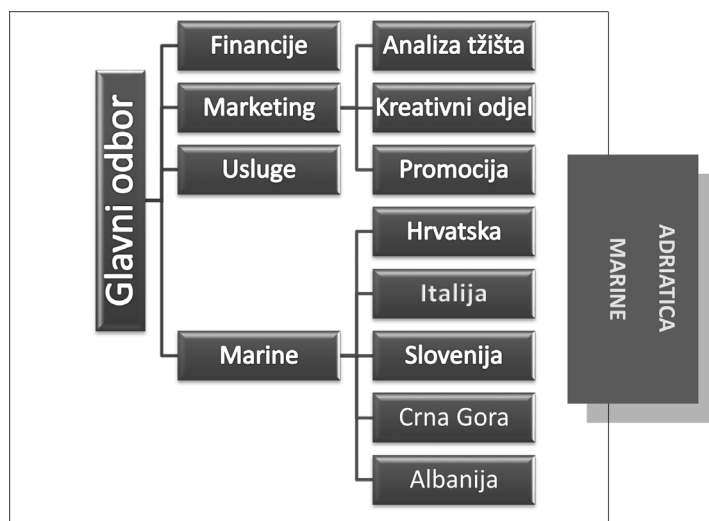 Glavni odbor
Financije
Marketing
Usluge
Marine
Analiza tžišta
Kreativni odjel
Promocija
Hrvatska
Italija
Slovenija
Crna Gora
Albanija
ADRIATICA
MARINE